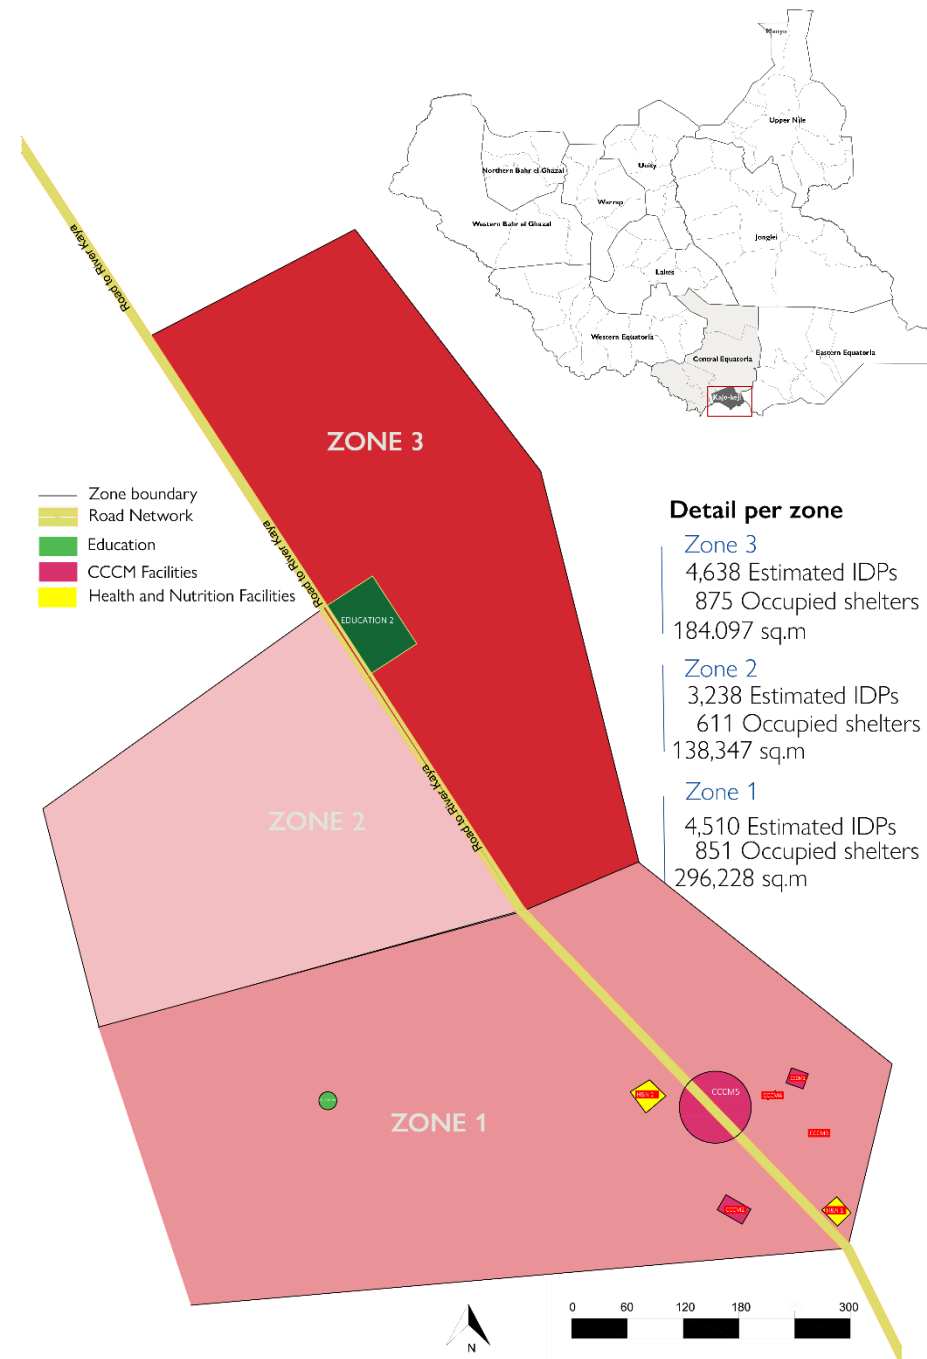 Manyo
Upper Nile
Unity
Northern Bahr el Ghazal
Warrap
Western Bahr el Ghazal
Jonglei
Lakes
Western Equatoria
Central Equatoria
Eastern Equatoria
Kajo-keji
Road to River Kaya
ZONE 3
Zone boundary
Road Network
Education
CCCM Facilities
Health and Nutrition Facilities
Road to River Kaya
EDUCATION 2
Detail per zone
Zone 3
4,638 Estimated IDPs
875 Occupied shelters
184.097 sq.m
Zone 2
3,238 Estimated IDPs
611 Occupied shelters
138,347 sq.m
Zone 1
4,510 Estimated IDPs
851 Occupied shelters
296,228 sq.m
Road to River Kaya
ZONE 2
ZONE 1
H&N 2
CCCM5
CCCM4
CCCM2
H&N 1
N
0 60 120 180 300